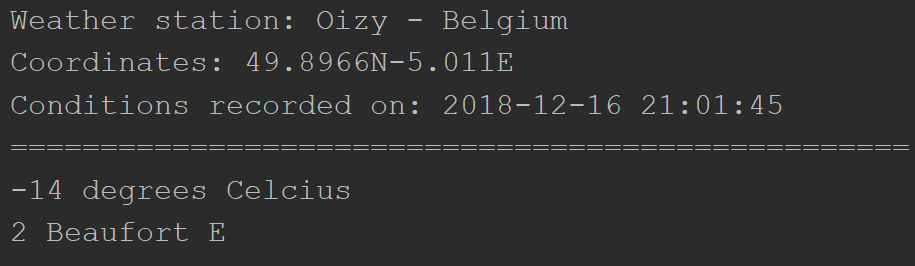 Weather station: Oizy - Belgium
Coordinates: 49.8966N-5.011E
Conditions recorded on: 2018-12-16 21:01:45
==================================================
-14 degrees Celcius
2 Beaufort E